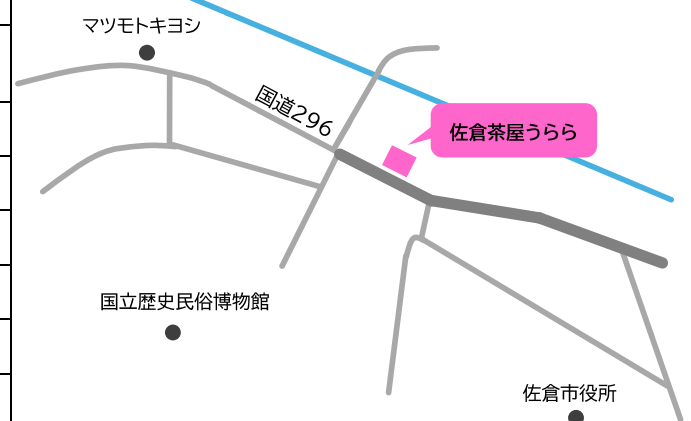 マツモトキヨシ
国道296
佐倉茶屋うらら
国立歴史民俗博物館
佐倉市役所